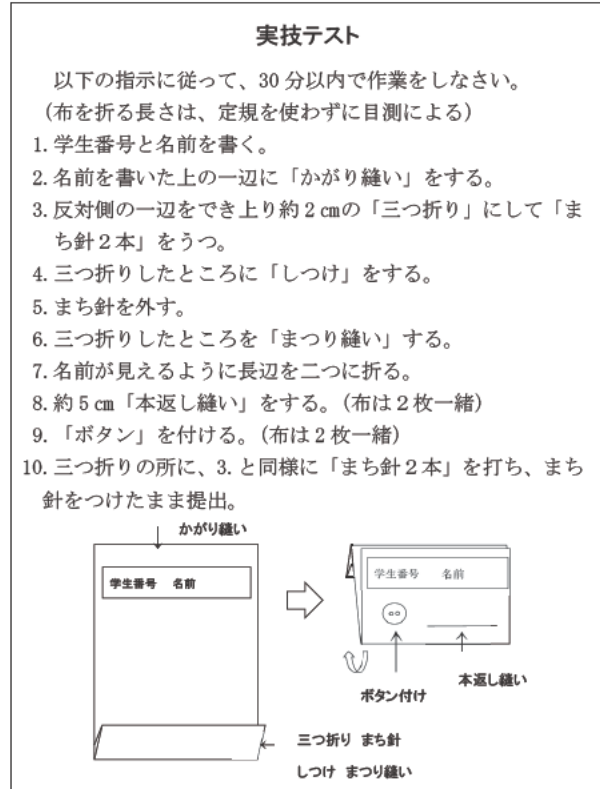 実技テスト
以下の指示に従って、30 分以内で作業をしなさい。
(布を折る長さは、定規を使わずに目測による)
1. 学生番号と名前を書く。
2. 名前を書いた上の一辺に「かがり縫い」をする。
3. 反対側の一辺をでき上り約 2 ㎝の「三つ折り」にして「ま
ち針２本」をうつ。
4. 三つ折りしたところに「しつけ」をする。
5. まち針を外す。
6. 三つ折りしたところを「まつり縫い」する。
7. 名前が見えるように長辺を二つに折る。
8. 約 5 ㎝「本返し縫い」をする。(布は２枚一緒)
9. 「ボタン」を付ける。(布は 2 枚一緒)
10. 三つ折りの所に、3. と同様に「まち針２本」を打ち、まち
針をつけたまま提出。
かがり縫い
学生番号 名前
学生番号 名前
本返し縫い
ボタン付け
三つ折り まち針
しつけ まつり縫い